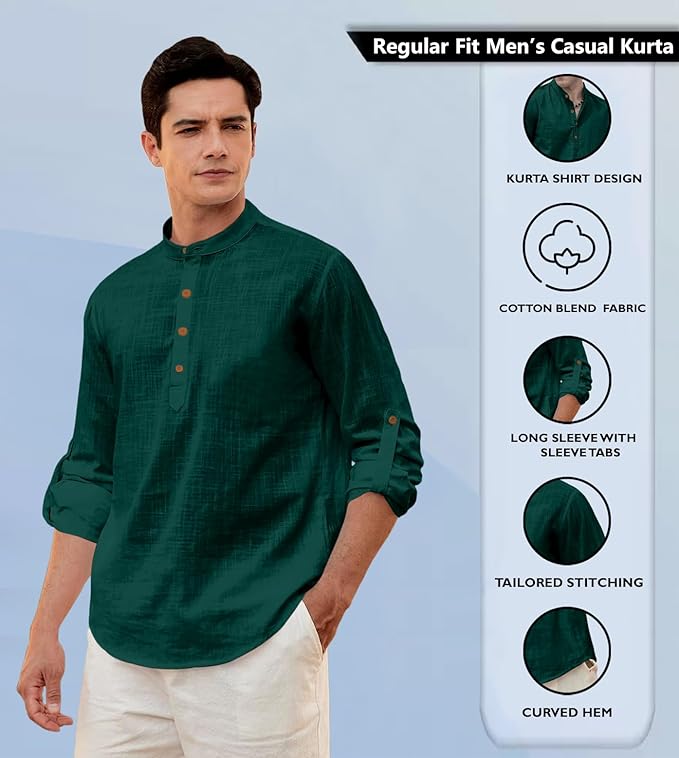 Regular Fit Men’s Casual Kurta
KURTA SHIRT DESIGN
COTTON BLEND FABRIC
LONG SLEEVE WITH
SLEEVE TABS
TAILORED STITCHING
CURVED HEM